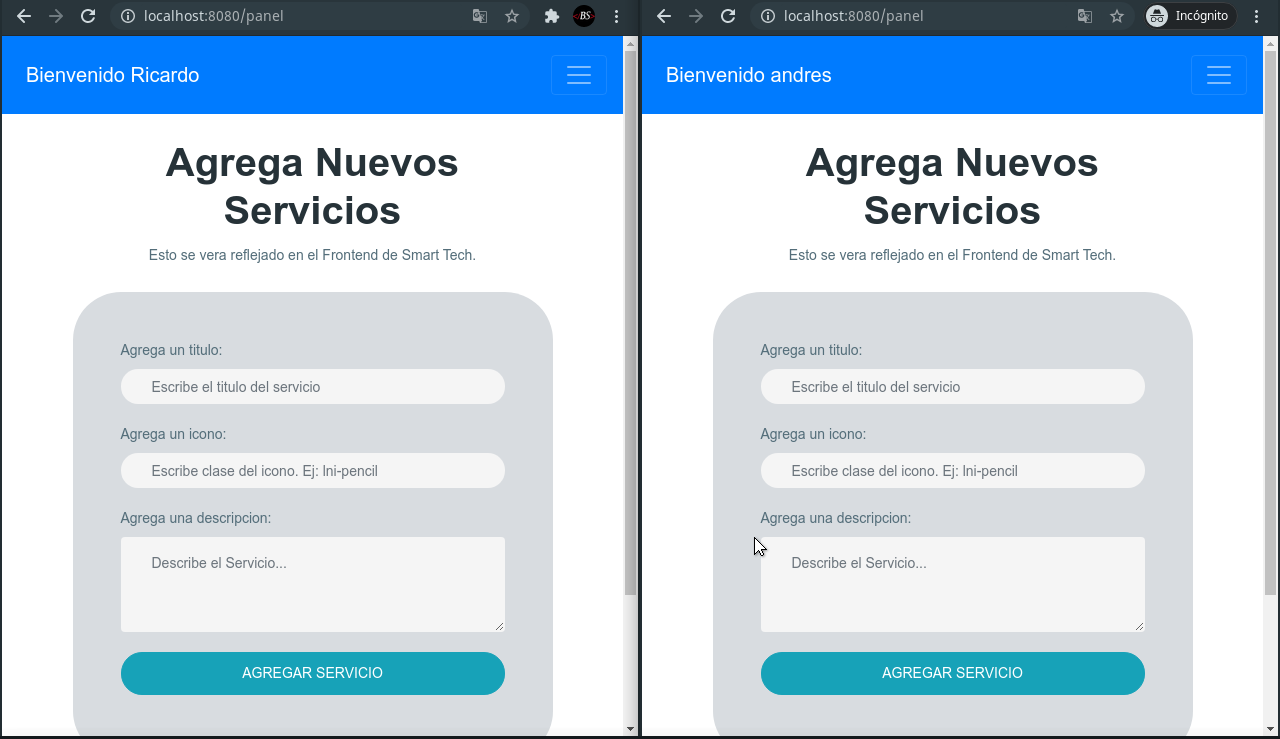 localhost:8080/panel
BS
Bienvenido Ricardo
Agrega Nuevos
Servicios
Esto se vera reflejado en el Frontend de Smart Tech.
Agrega un titulo:
Escribe el titulo del servicio
Agrega un icono:
Escribe clase del icono. Ej: lni-pencil
Agrega una descripcion:
Describe el Servicio...
AGREGAR SERVICIO
localhost:8080/panel
Incógnito
Bienvenido andres
Agrega Nuevos
Servicios
Esto se vera reflejado en el Frontend de Smart Tech.
Agrega un titulo:
Escribe el titulo del servicio
Agrega un icono:
Escribe clase del icono. Ej: lni-pencil
Agrega una descripcion:
Describe el Servicio...
AGREGAR SERVICIO